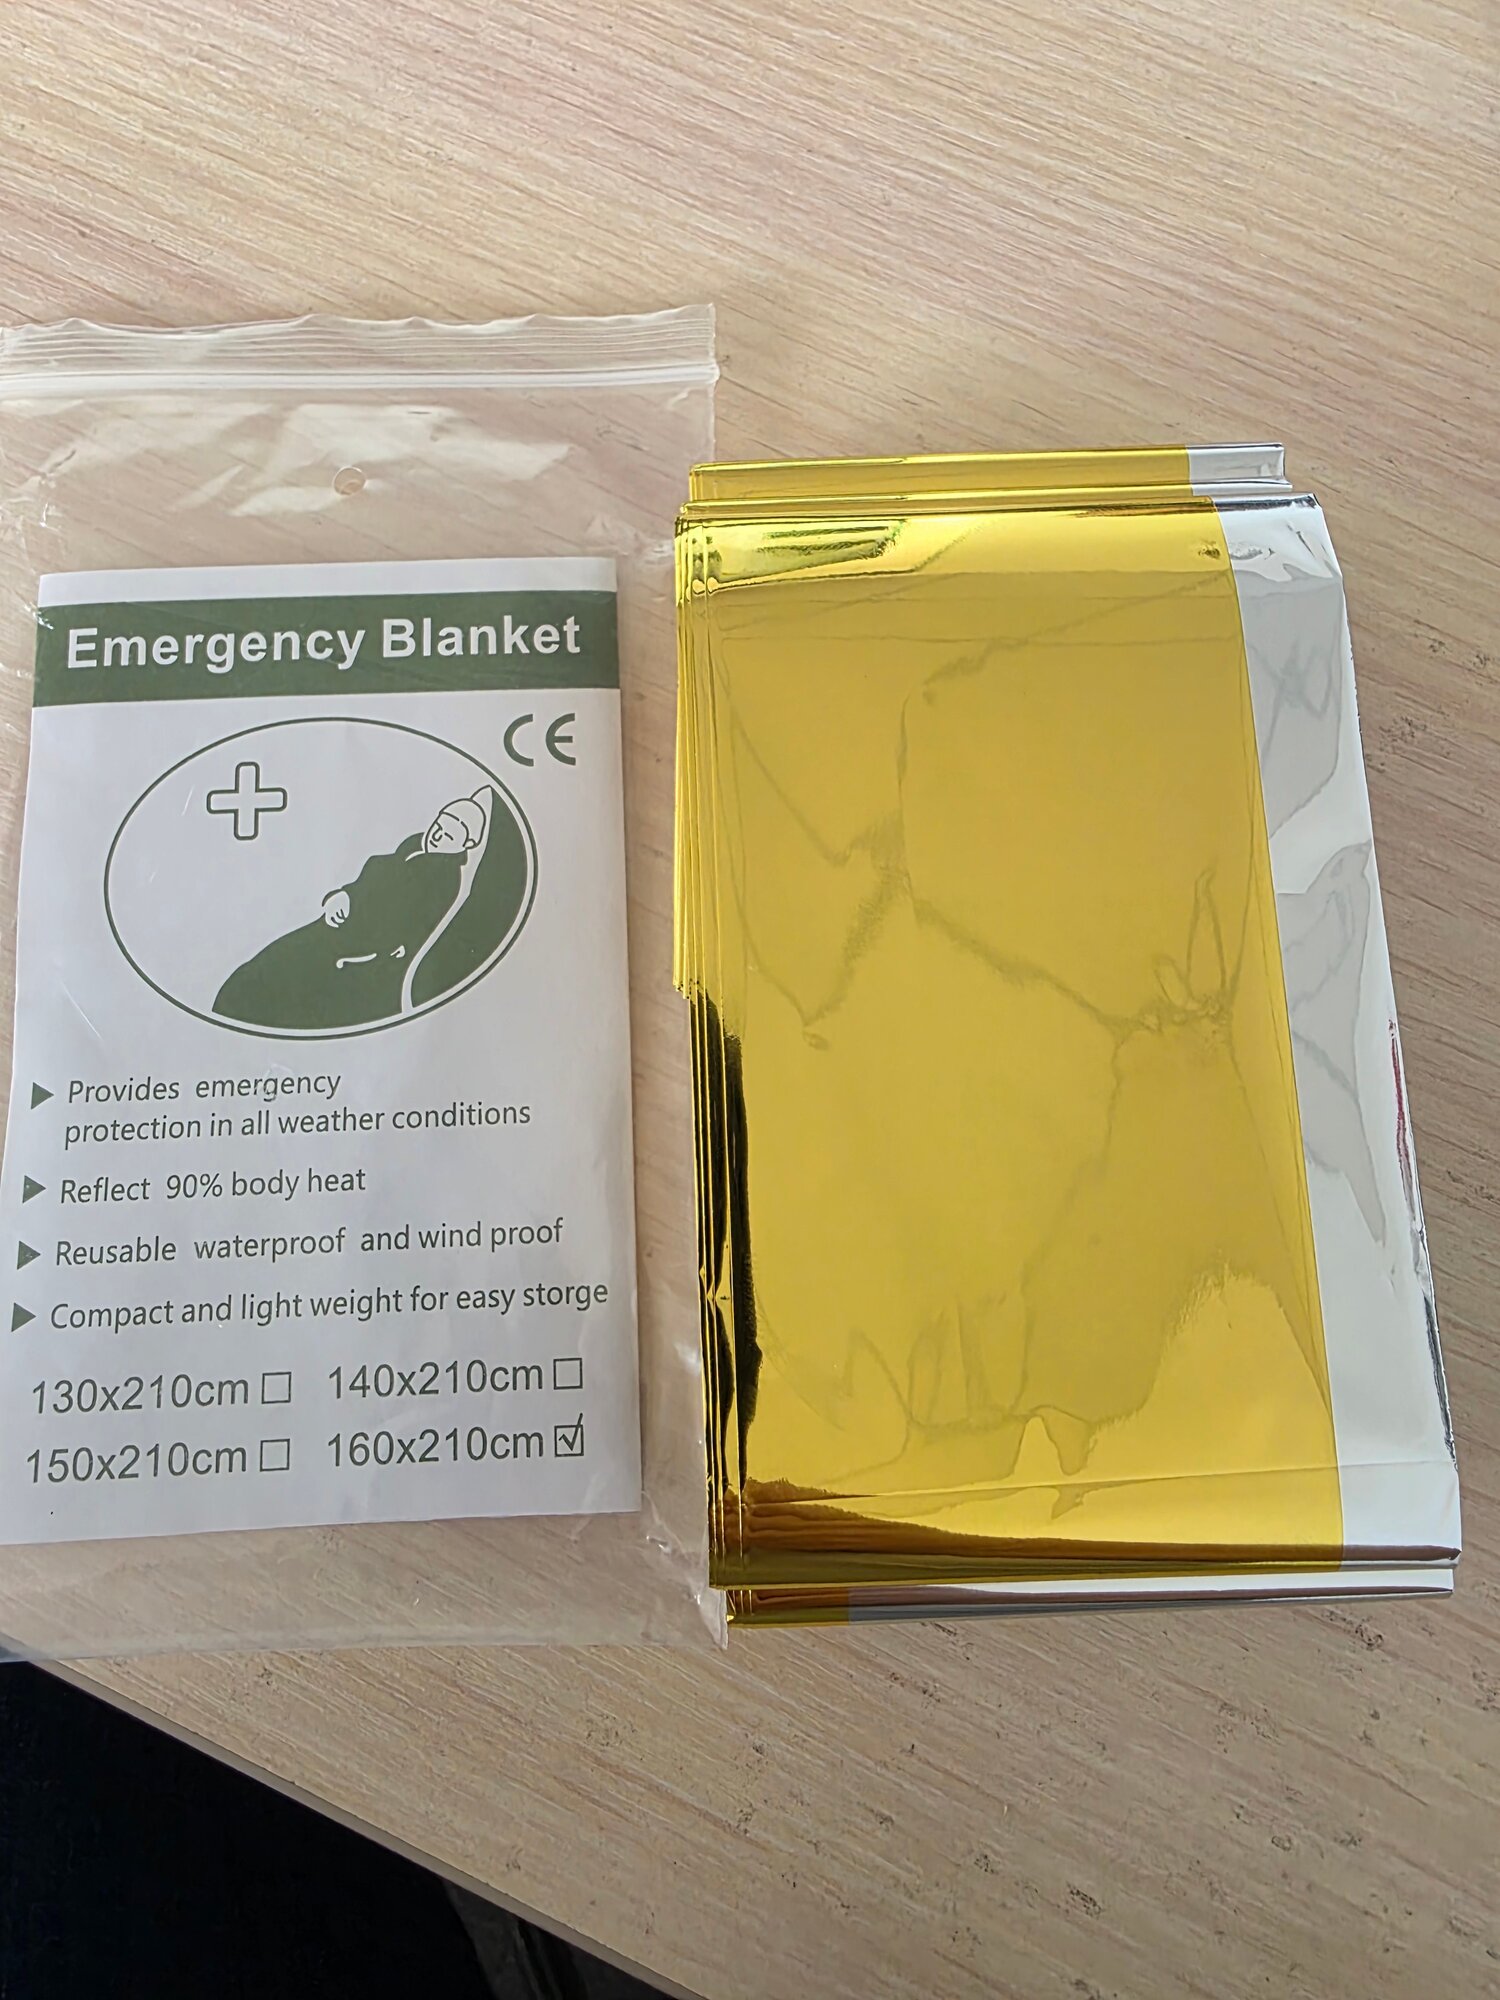 Emergency Blanket
CE
Provides emergency
protection in all weather conditions
Reflect 90% body heat
Reusable waterproof and wind proof
Compact and light weight for easy storge
130x210cm 140x210cm
150x210cm 160x210cm